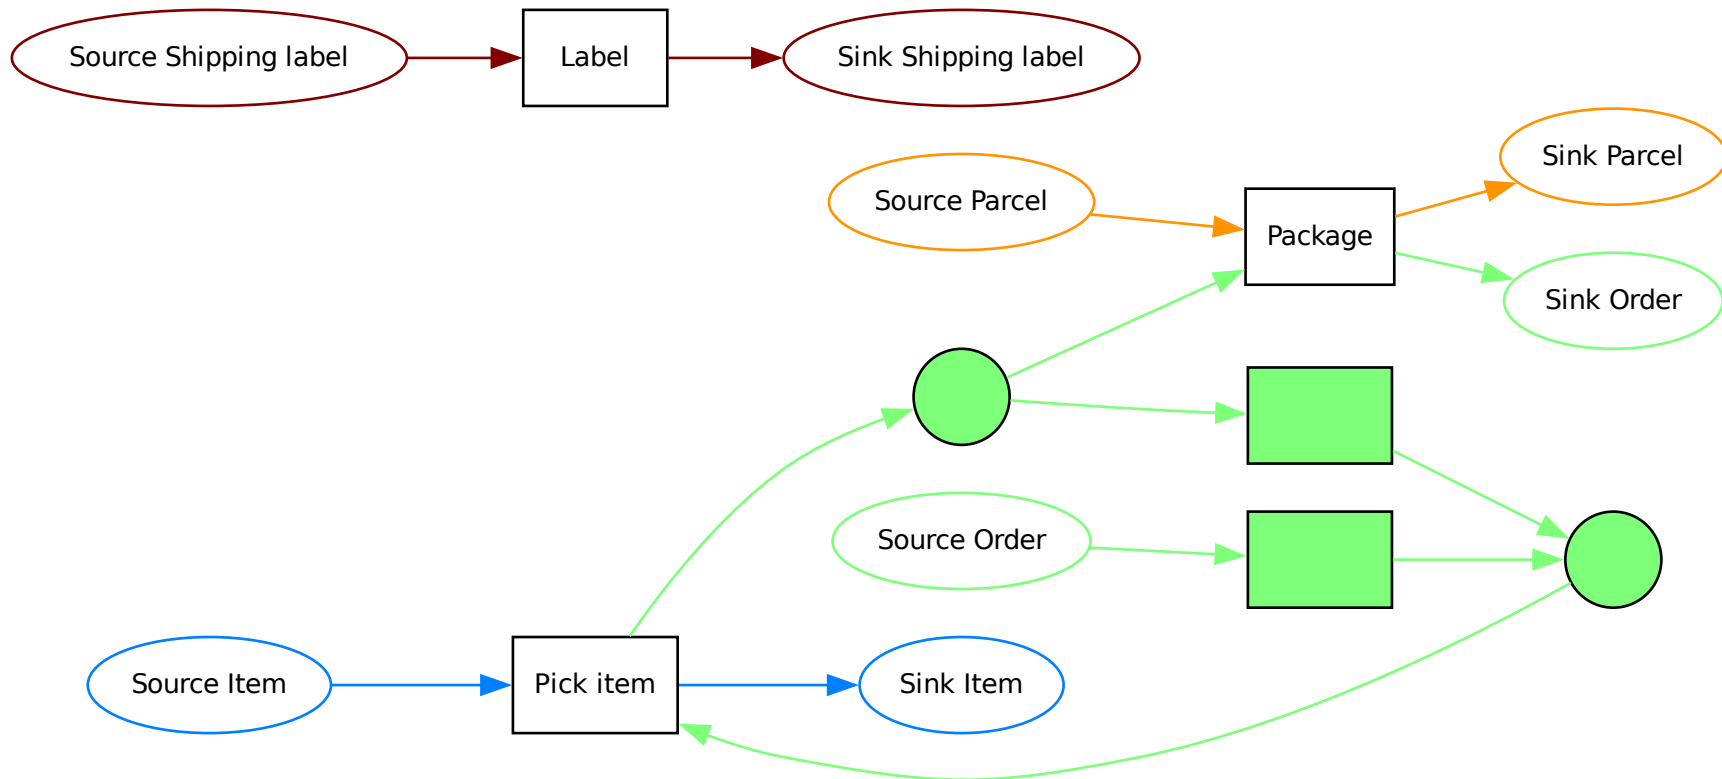 Source Shipping label
Label
Sink Shipping label
Sink Parcel
Source Parcel
Package
Sink Order
Source Order
Source Item
Pick item
Sink Item